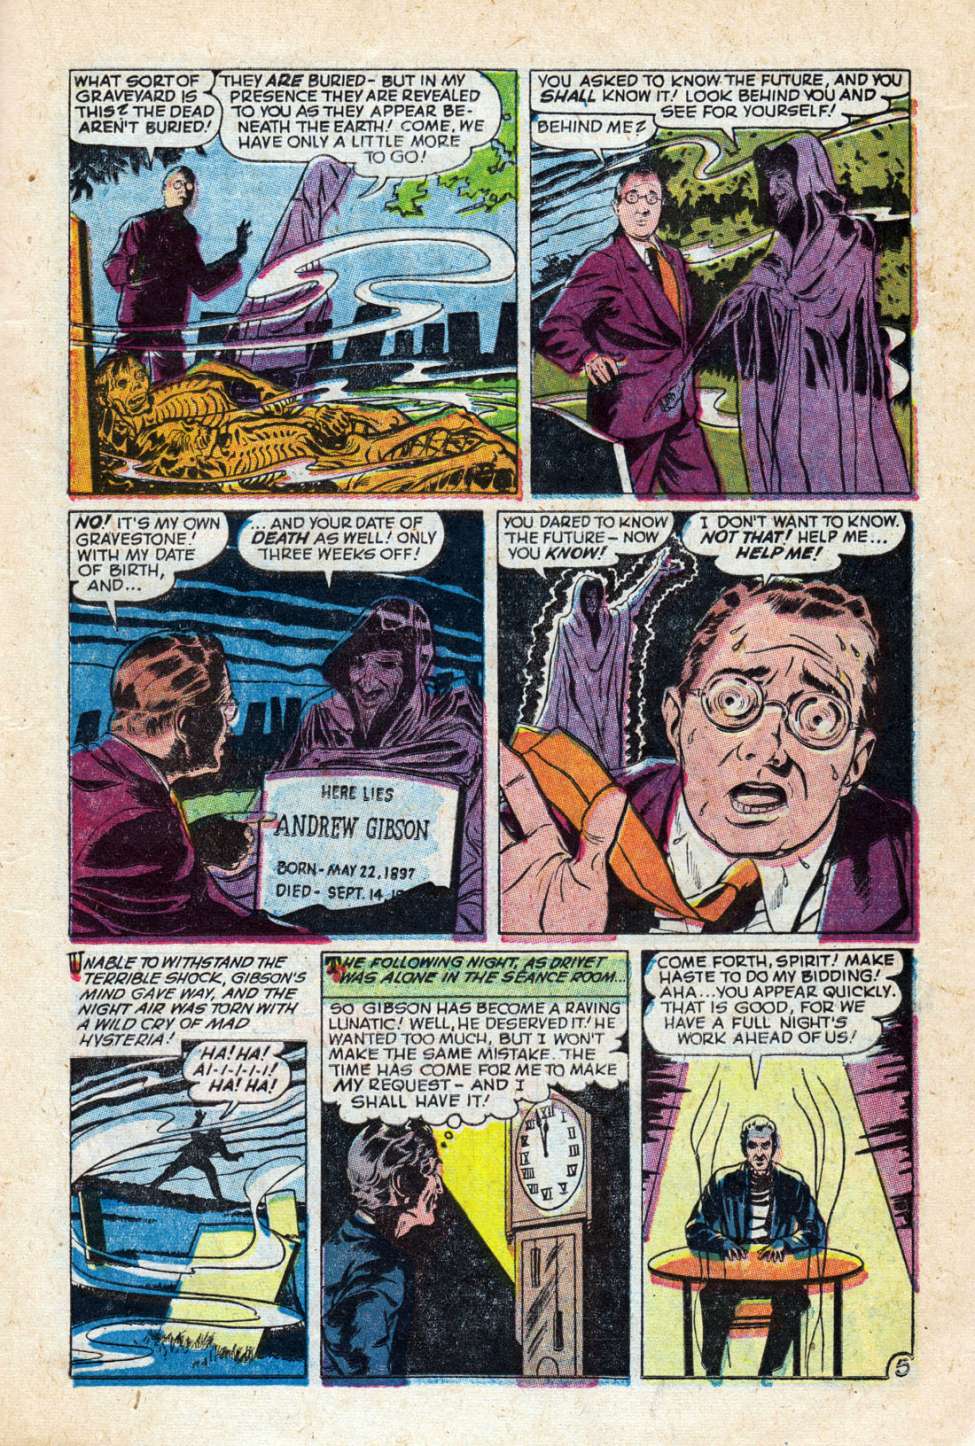 WHAT SORT OF
GRAVEYARD IS
THIS? THE DEAD
AREN'T BURIED!
THEY ARE BURIED- BUT IN MY
PRESENCE THEY ARE REVEALED
TO YOU AS THEY APPEAR BE-
NEATH THE EARTH! COME, WE
HAVE ONLY A LITTLE MORE
TO GO!
YOU ASKED TO KNOW THE FUTURE, AND YOU
SHALL KNOW IT! LOOK BEHIND YOU AND
SEE FOR YOURSELF!
BEHIND ME?
NO! IT'S MY OWN
GRAVESTONE!
WITH MY DATE
OF BIRTH,
AND...
... AND YOUR DATE OF
DEATH AS WELL! ONLY
THREE WEEKS OFF!
HERE LIES
ANDREW GIBSON
BORN-MAY 22, 1897
DIED- SEPT. 14,
YOU DARED TO KNOW
THE FUTURE- NOW
YOU KNOW!
I DON'T WANT TO KNOW.
NOT THAT! HELP ME...
HELP ME!
UNABLE TO WITHSTAND THE
TERRIBLE SHOCK, GIBSON'S
MIND GAVE WAY, AND THE
NIGHT AIR WAS TORN WITH
A WILD CRY OF MAD
HYSTERIA!
HA! HA!
AI-I-I-I-I!
HA! HA!
THE FOLLOWING NIGHT, AS DRIVET
WAS ALONE IN THE SÉANCE ROOM...
SO GIBSON HAS BECOME A RAVING
LUNATIC! WELL, HE DESERVED IT! HE
WANTED TOO MUCH, BUT I WON'T
MAKE THE SAME MISTAKE. THE
TIME HAS COME FOR ME TO MAKE
MY REQUEST- AND I
SHALL HAVE IT!
COME FORTH, SPIRIT! MAKE
HASTE TO DO MY BIDDING!
AHA... YOU APPEAR QUICKLY.
THAT IS GOOD, FOR WE
HAVE A FULL NIGHT'S
WORK AHEAD OF US!
5